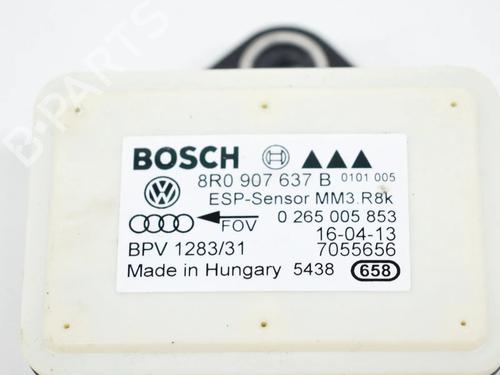 B-PARTS
BOSCH
8R0 907 637 B 0101 005
ESP-Sensor MM3.R8k
FOV 0 265 005 853
16-04-13
BPV 1283/31 7055656
Made in Hungary 5438 658